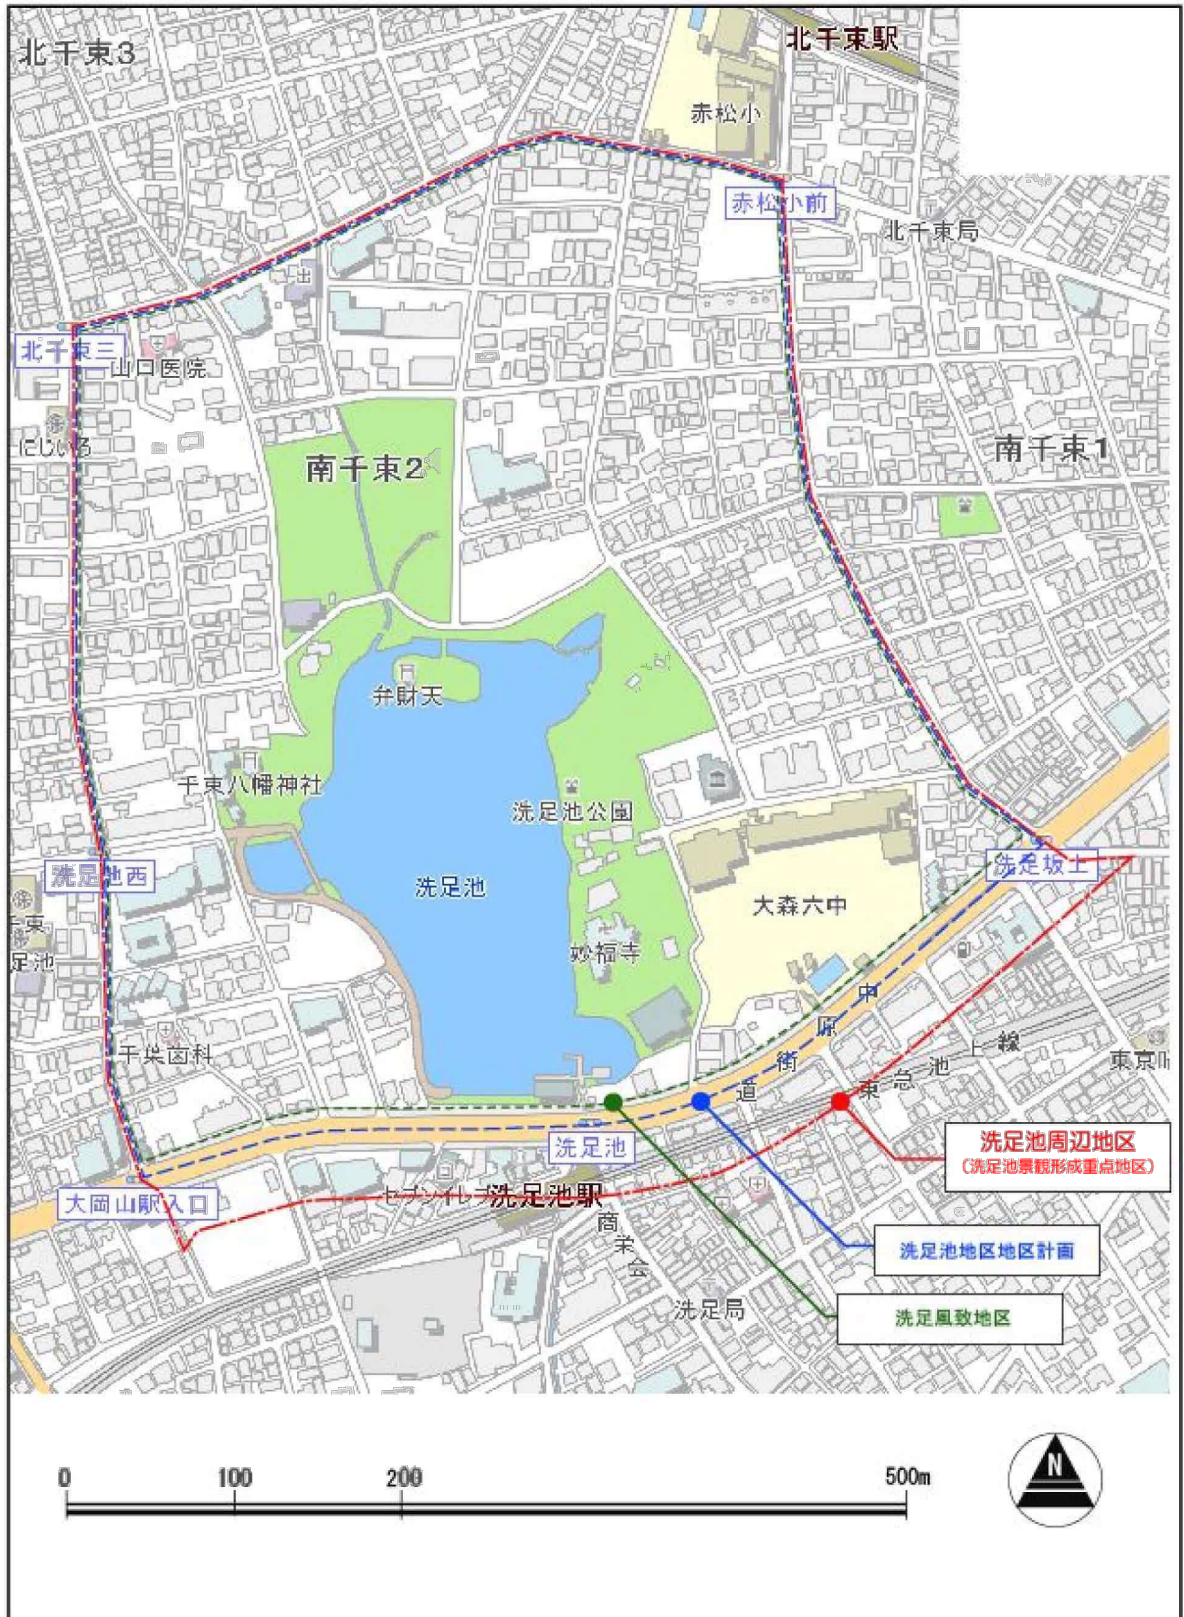 北千束3
北千束駅
赤松小
赤松小前
北千束局
北千束三
山口医院
にじいろ
南千束2
南千束1
弁財天
千束八幡神社
洗足池公園
洗足池西
洗足池
洗足坂上
大森六中
千束
足池
妙福寺
中原街道
千葉歯科
東急池上線
洗足池
洗足池周辺地区
(洗足池景観形成重点地区)
大岡山駅入口
洗足池駅
商栄会
洗足池地区地区計画
洗足局
洗足風致地区
0
100
200
500m
N